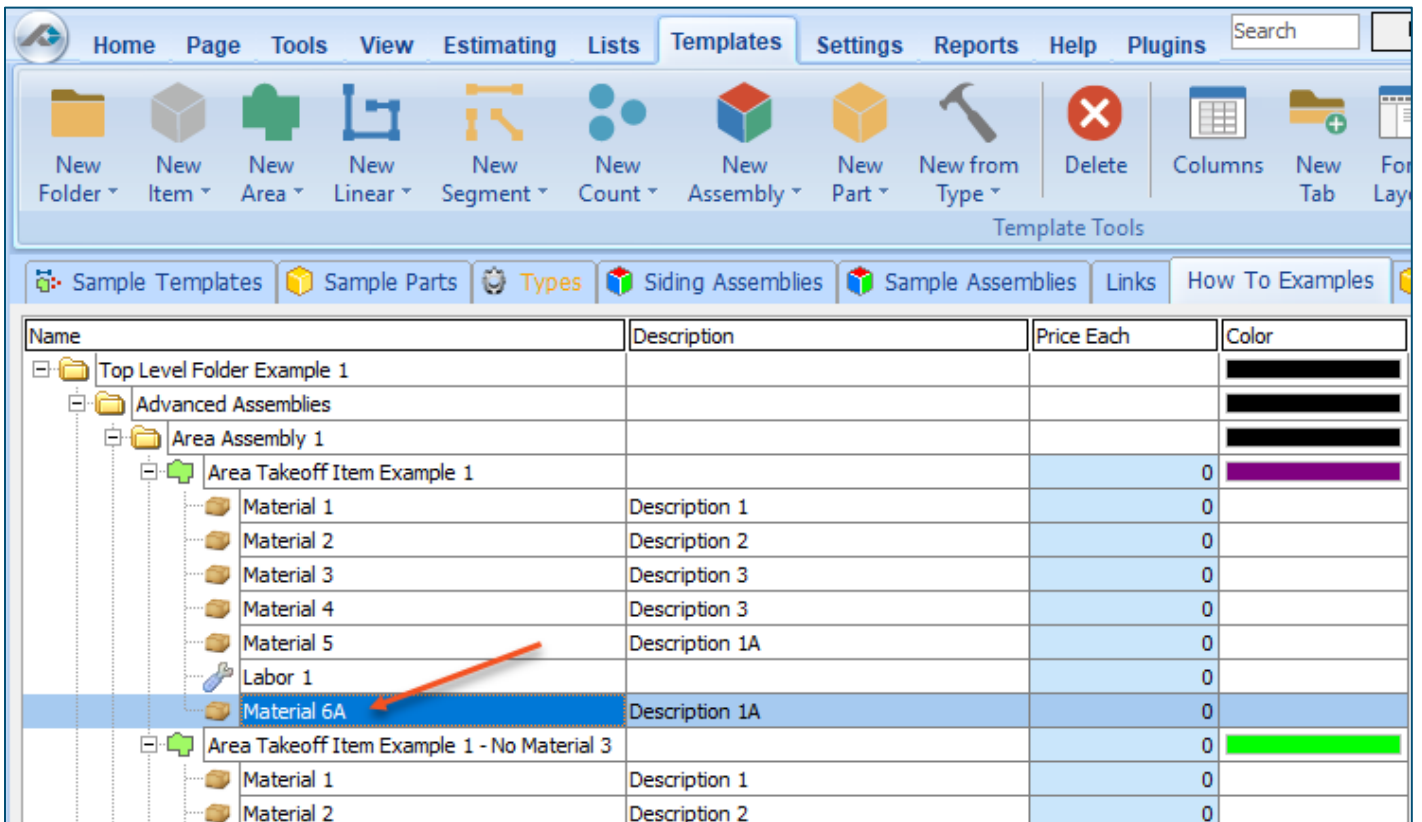 Home Page Tools View Estimating Lists Templates Settings Reports Help Plugins Search
New Folder
New Item
New Area
New Linear
New Segment
New Count
New Assembly
New Part
New from Type
Delete
Columns
New Tab
Template Tools
Sample Templates Sample Parts Types Siding Assemblies Sample Assemblies Links How To Examples
Name Description Price Each Color
Top Level Folder Example 1
Advanced Assemblies
Area Assembly 1
Area Takeoff Item Example 1 0
Material 1 Description 1 0
Material 2 Description 2 0
Material 3 Description 3 0
Material 4 Description 3 0
Material 5 Description 1A 0
Labor 1 0
Material 6A Description 1A 0
Area Takeoff Item Example 1 - No Material 3 0
Material 1 Description 1 0
Material 2 Description 2 0